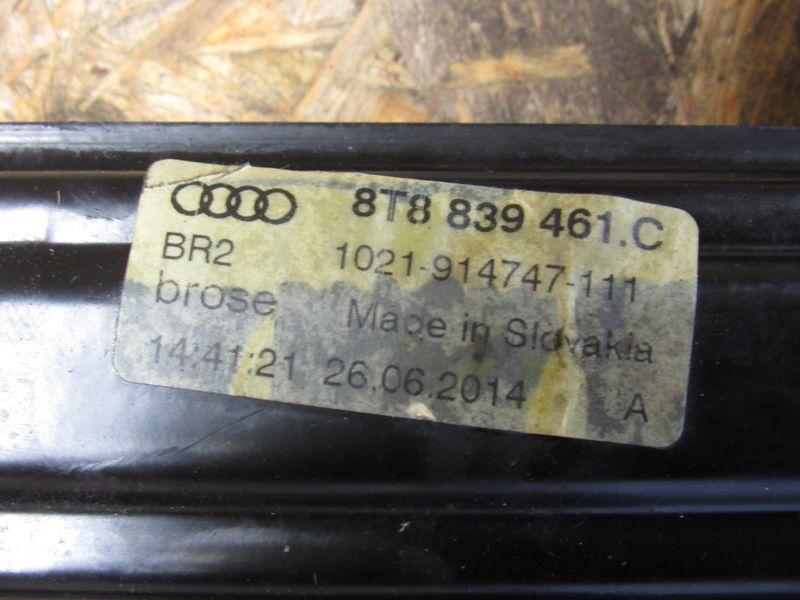 8T8 839 461.C
BR2 1021-914747-111
brose Made in Slovakia
14:41:21 26.06.2014 A